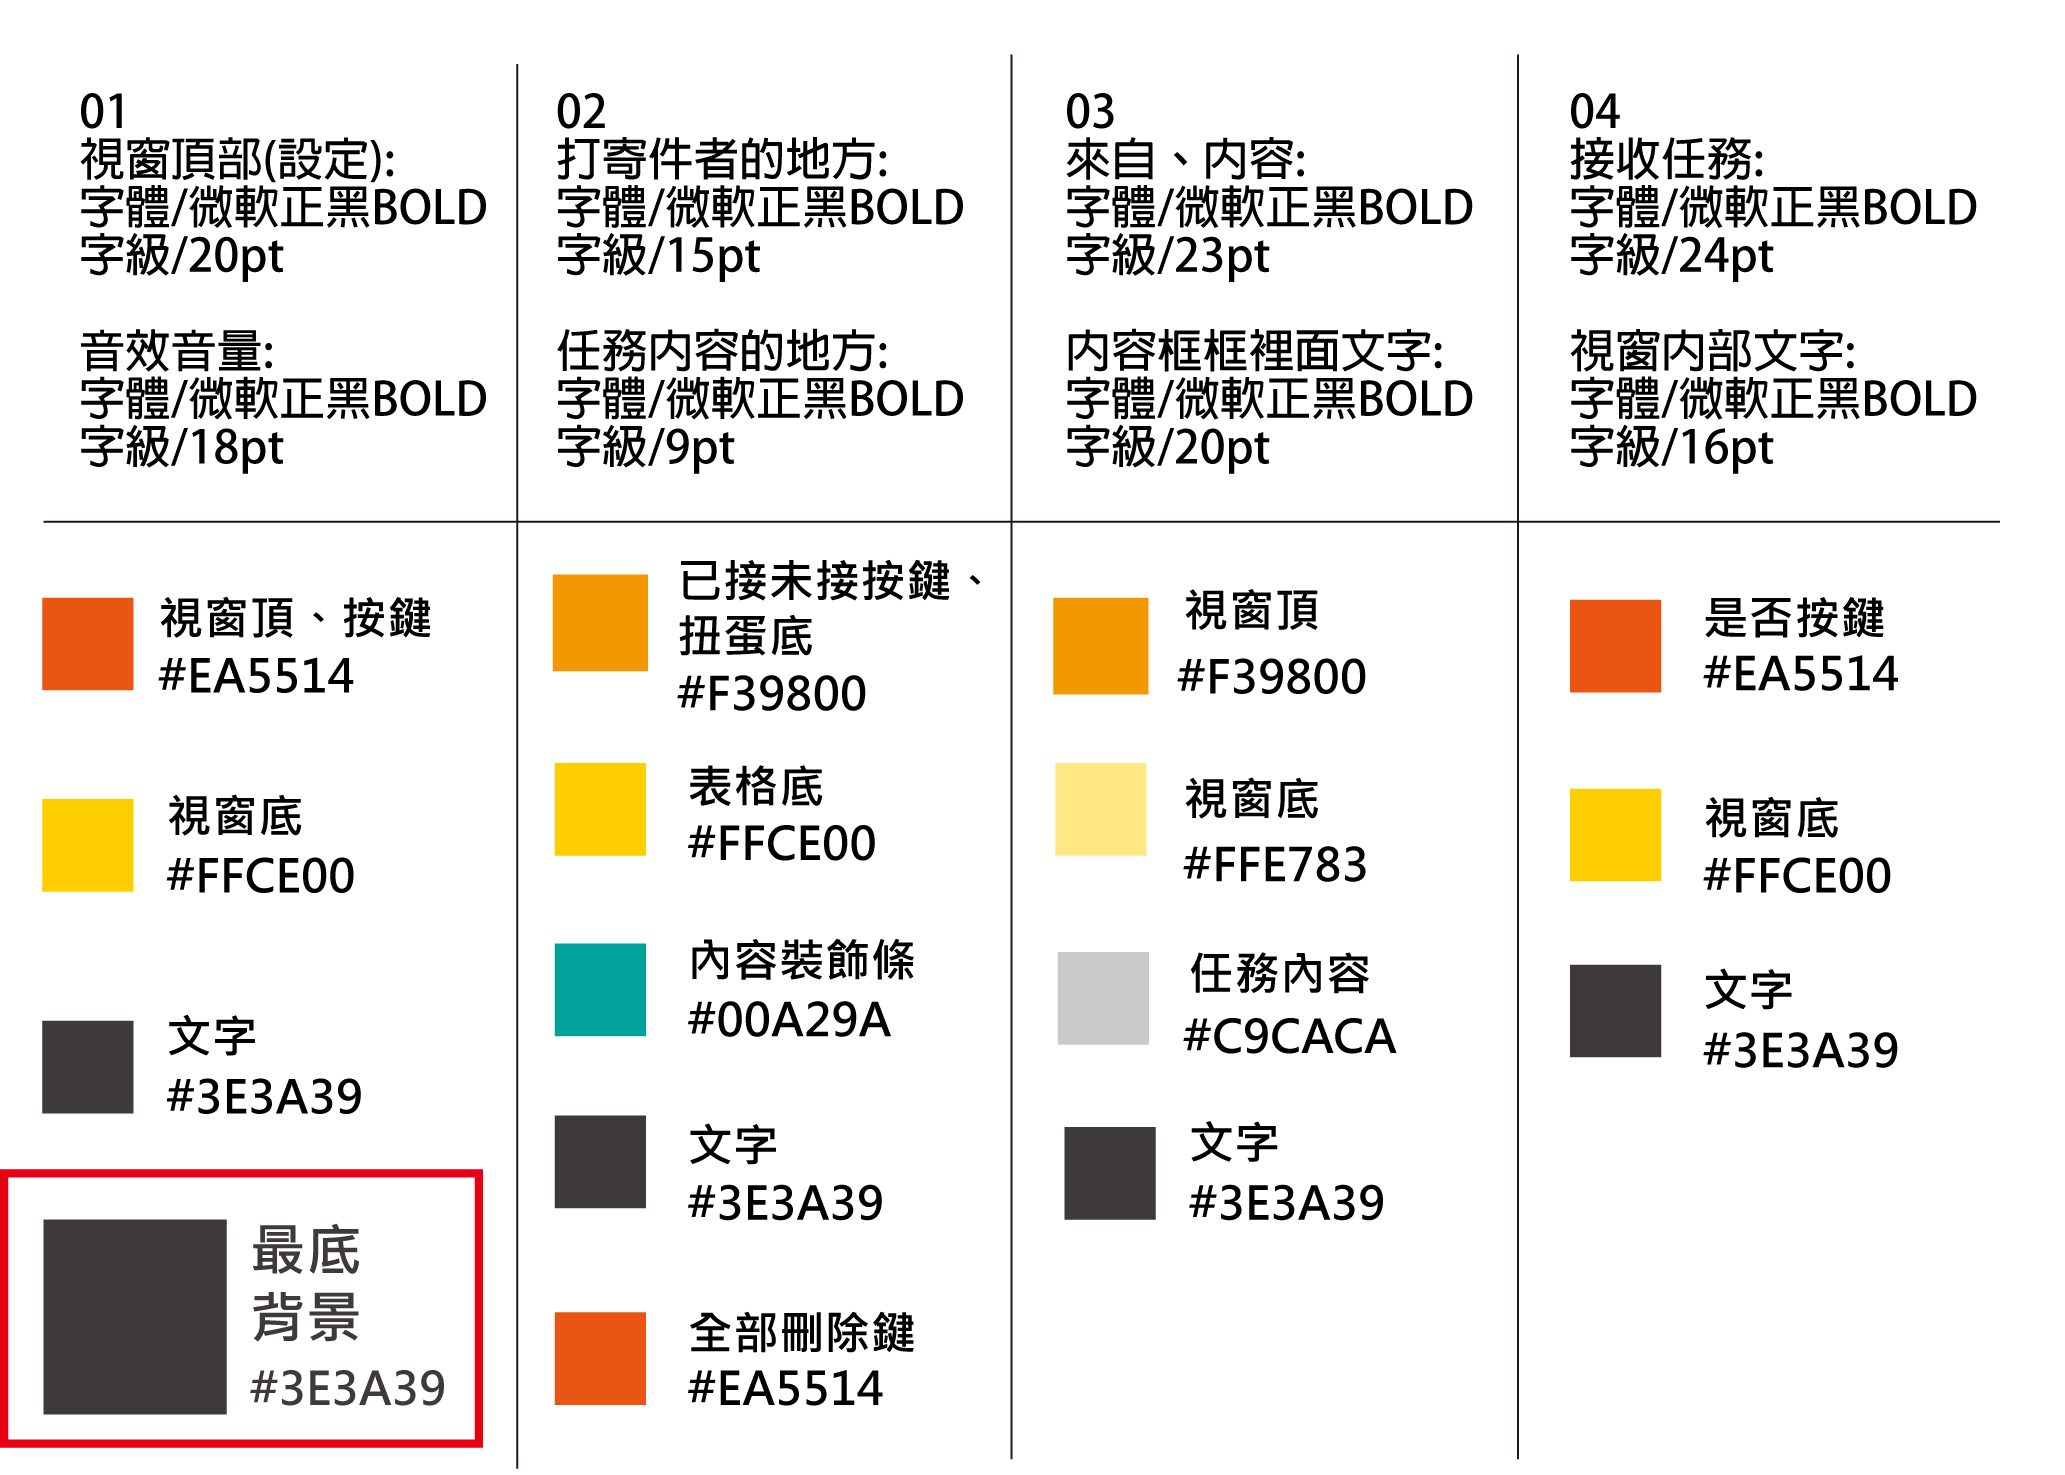 01
視窗頂部(設定):
字體/微軟正黑BOLD
字級/20pt
音效音量:
字體/微軟正黑BOLD
字級/18pt
視窗頂、按鍵
#EA5514
視窗底
#FFCE00
文字
#3E3A39
最底
背景
#3E3A39
02
打寄件者的地方:
字體/微軟正黑BOLD
字級/15pt
任務內容的地方:
字體/微軟正黑BOLD
字級/9pt
已接未接按鍵、
扭蛋底
#F39800
表格底
#FFCE00
內容裝飾條
#00A29A
文字
#3E3A39
全部刪除鍵
#EA5514
03
來自、內容:
字體/微軟正黑BOLD
字級/23pt
內容框框裡面文字:
字體/微軟正黑BOLD
字級/20pt
視窗頂
#F39800
視窗底
#FFE783
任務內容
#C9CACA
文字
#3E3A39
04
接收任務:
字體/微軟正黑BOLD
字級/24pt
視窗內部文字:
字體/微軟正黑BOLD
字級/16pt
是否按鍵
#EA5514
視窗底
#FFCE00
文字
#3E3A39